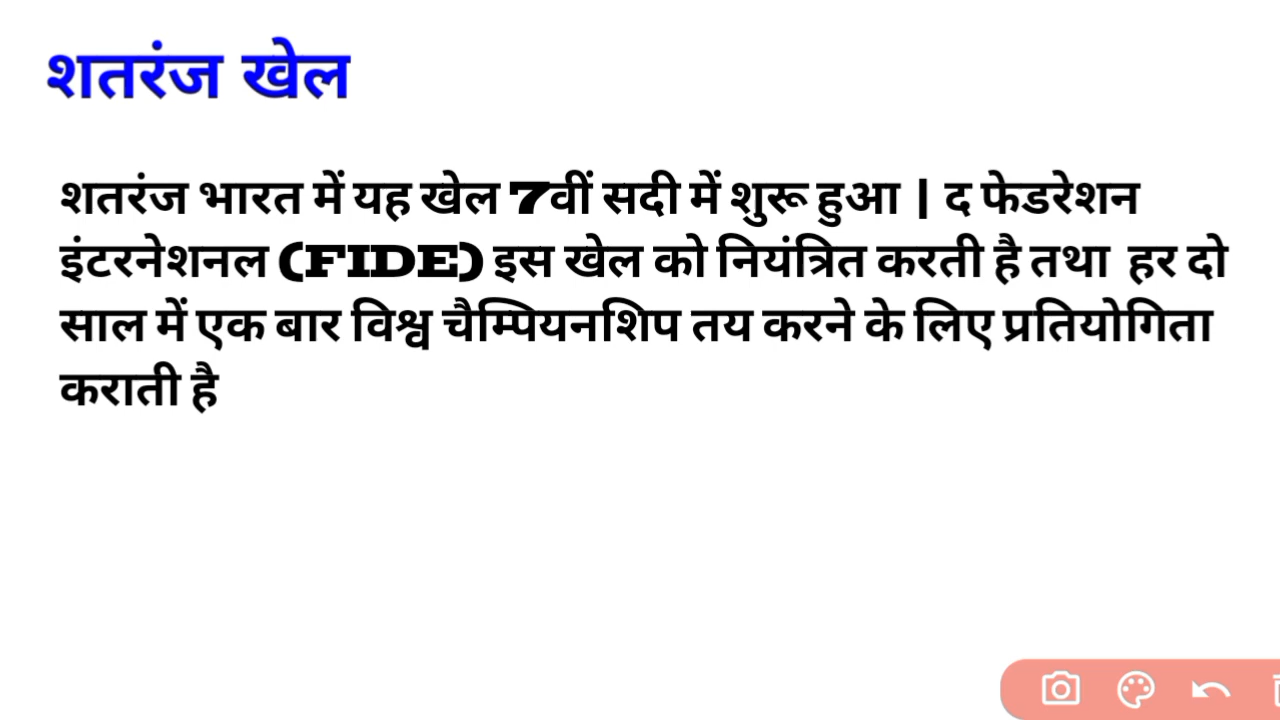 शतरंज खेल
शतरंज भारत में यह खेल 7वीं सदी में शुरू हुआ | द फेडरेशन
इंटरनेशनल (FIDE) इस खेल को नियंत्रित करती है तथा हर दो
साल में एक बार विश्व चैम्पियनशिप तय करने के लिए प्रतियोगिता
कराती है